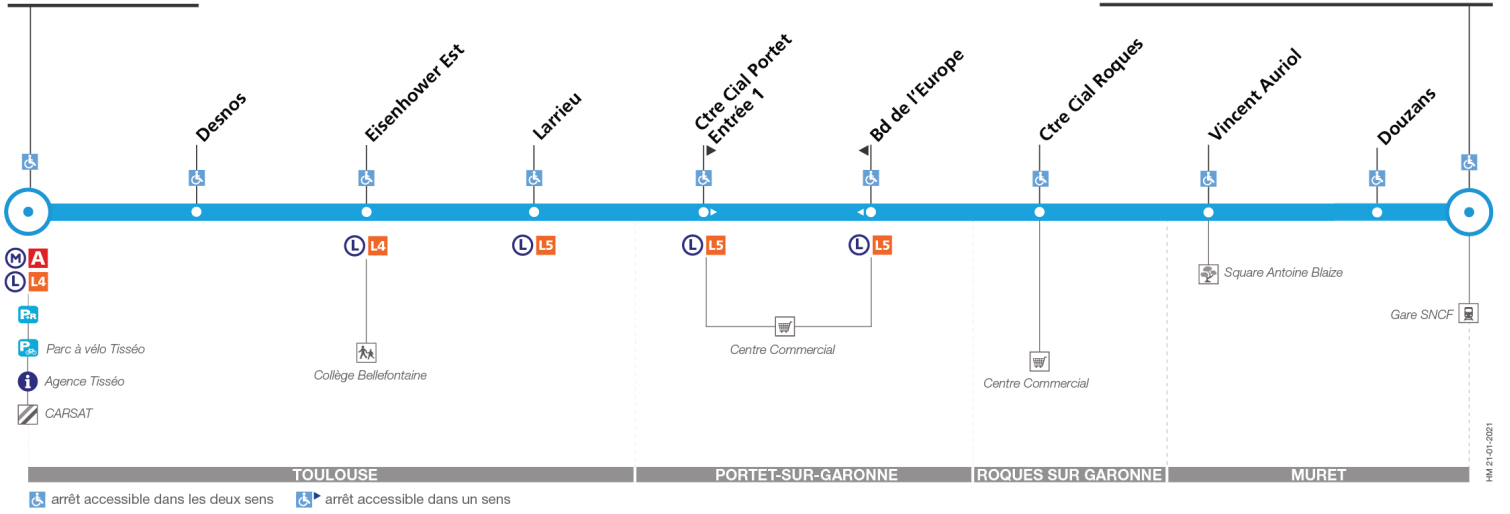 Desnos
Eisenhower Est
Larrieu
Ctre Cial Portet
Entrée 1
Bd de l'Europe
Ctre Cial Roques
Vincent Auriol
Douzans
M A
L L4
L L4
L L5
L L5
L L5
P+R
P
Parc à vélo Tisséo
i
Agence Tisséo
CARSAT
Collège Bellefontaine
Centre Commercial
Centre Commercial
Square Antoine Blaize
Gare SNCF
TOULOUSE
PORTET-SUR-GARONNE
ROQUES SUR GARONNE
MURET
arrêt accessible dans les deux sens
arrêt accessible dans un sens
HM 21-01-2021